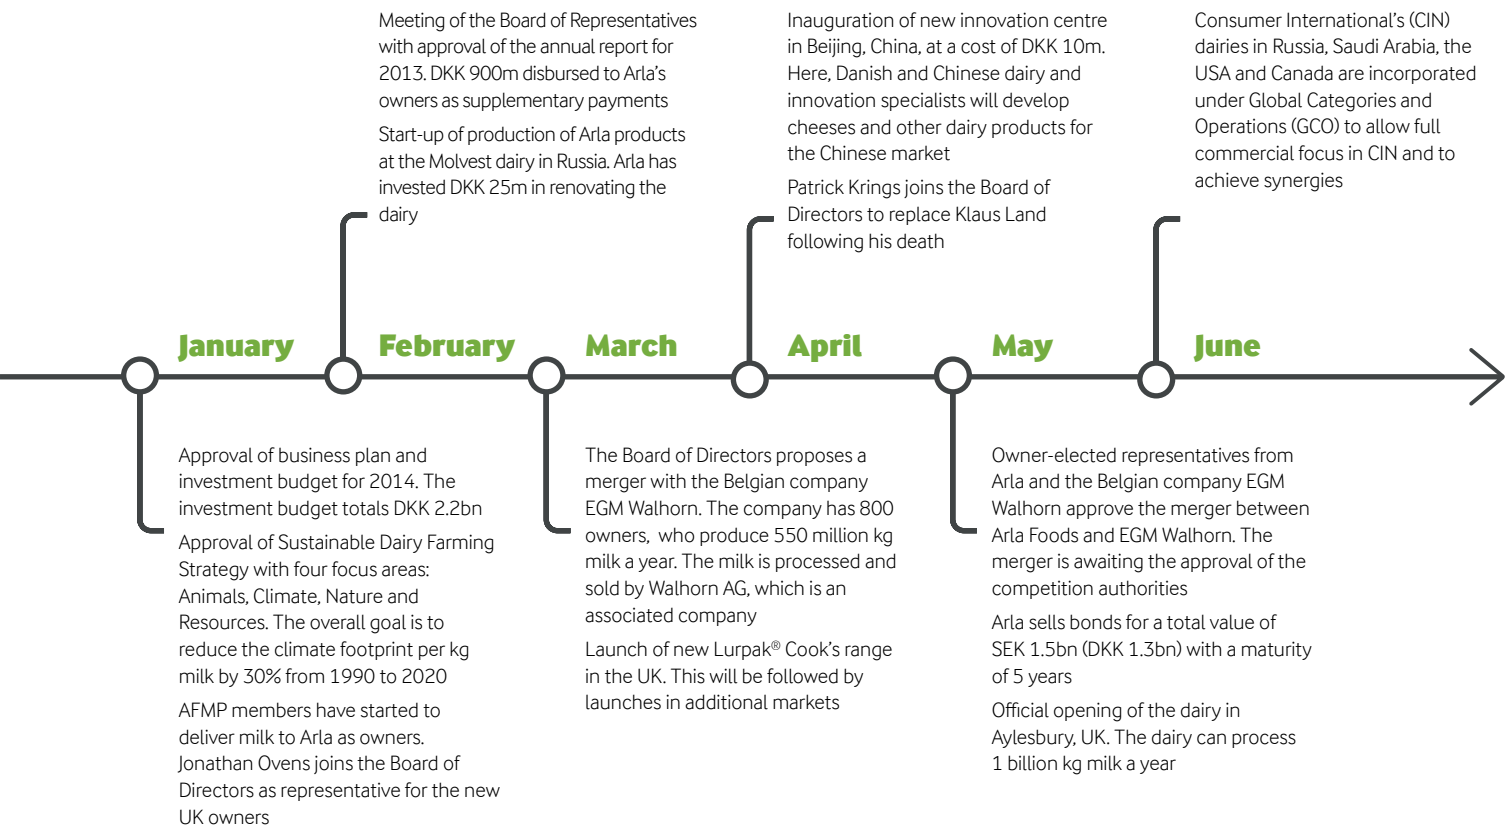 Meeting of the Board of Representatives
with approval of the annual report for
2013. DKK 900m disbursed to Arla's
owners as supplementary payments
Start-up of production of Arla products
at the Molvest dairy in Russia. Arla has
invested DKK 25m in renovating the
dairy
Inauguration of new innovation centre
in Beijing, China, at a cost of DKK 10m.
Here, Danish and Chinese dairy and
innovation specialists will develop
cheeses and other dairy products for
the Chinese market
Patrick Krings joins the Board of
Directors to replace Klaus Land
following his death
Consumer International's (CIN)
dairies in Russia, Saudi Arabia, the
USA and Canada are incorporated
under Global Categories and
Operations (GCO) to allow full
commercial focus in CIN and to
achieve synergies
January
February
March
April
May
June
Approval of business plan and
investment budget for 2014. The
investment budget totals DKK 2.2bn
Approval of Sustainable Dairy Farming
Strategy with four focus areas:
Animals, Climate, Nature and
Resources. The overall goal is to
reduce the climate footprint per kg
milk by 30% from 1990 to 2020
AFMP members have started to
deliver milk to Arla as owners.
Jonathan Ovens joins the Board of
Directors as representative for the new
UK owners
The Board of Directors proposes a
merger with the Belgian company
EGM Walhorn. The company has 800
owners, who produce 550 million kg
milk a year. The milk is processed and
sold by Walhorn AG, which is an
associated company
Launch of new Lurpak® Cook's range
in the UK. This will be followed by
launches in additional markets
Owner-elected representatives from
Arla and the Belgian company EGM
Walhorn approve the merger between
Arla Foods and EGM Walhorn. The
merger is awaiting the approval of the
competition authorities
Arla sells bonds for a total value of
SEK 1.5bn (DKK 1.3bn) with a maturity
of 5 years
Official opening of the dairy in
Aylesbury, UK. The dairy can process
1 billion kg milk a year